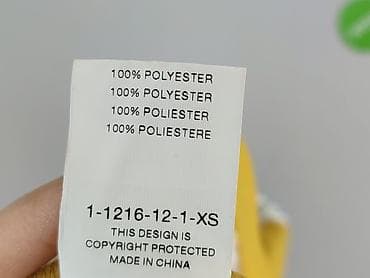 100% POLYESTER
100% POLYESTER
100% POLIESTER
100% POLIESTERE
1-1216-12-1-XS
THIS DESIGN IS
COPYRIGHT PROTECTED
MADE IN CHINA